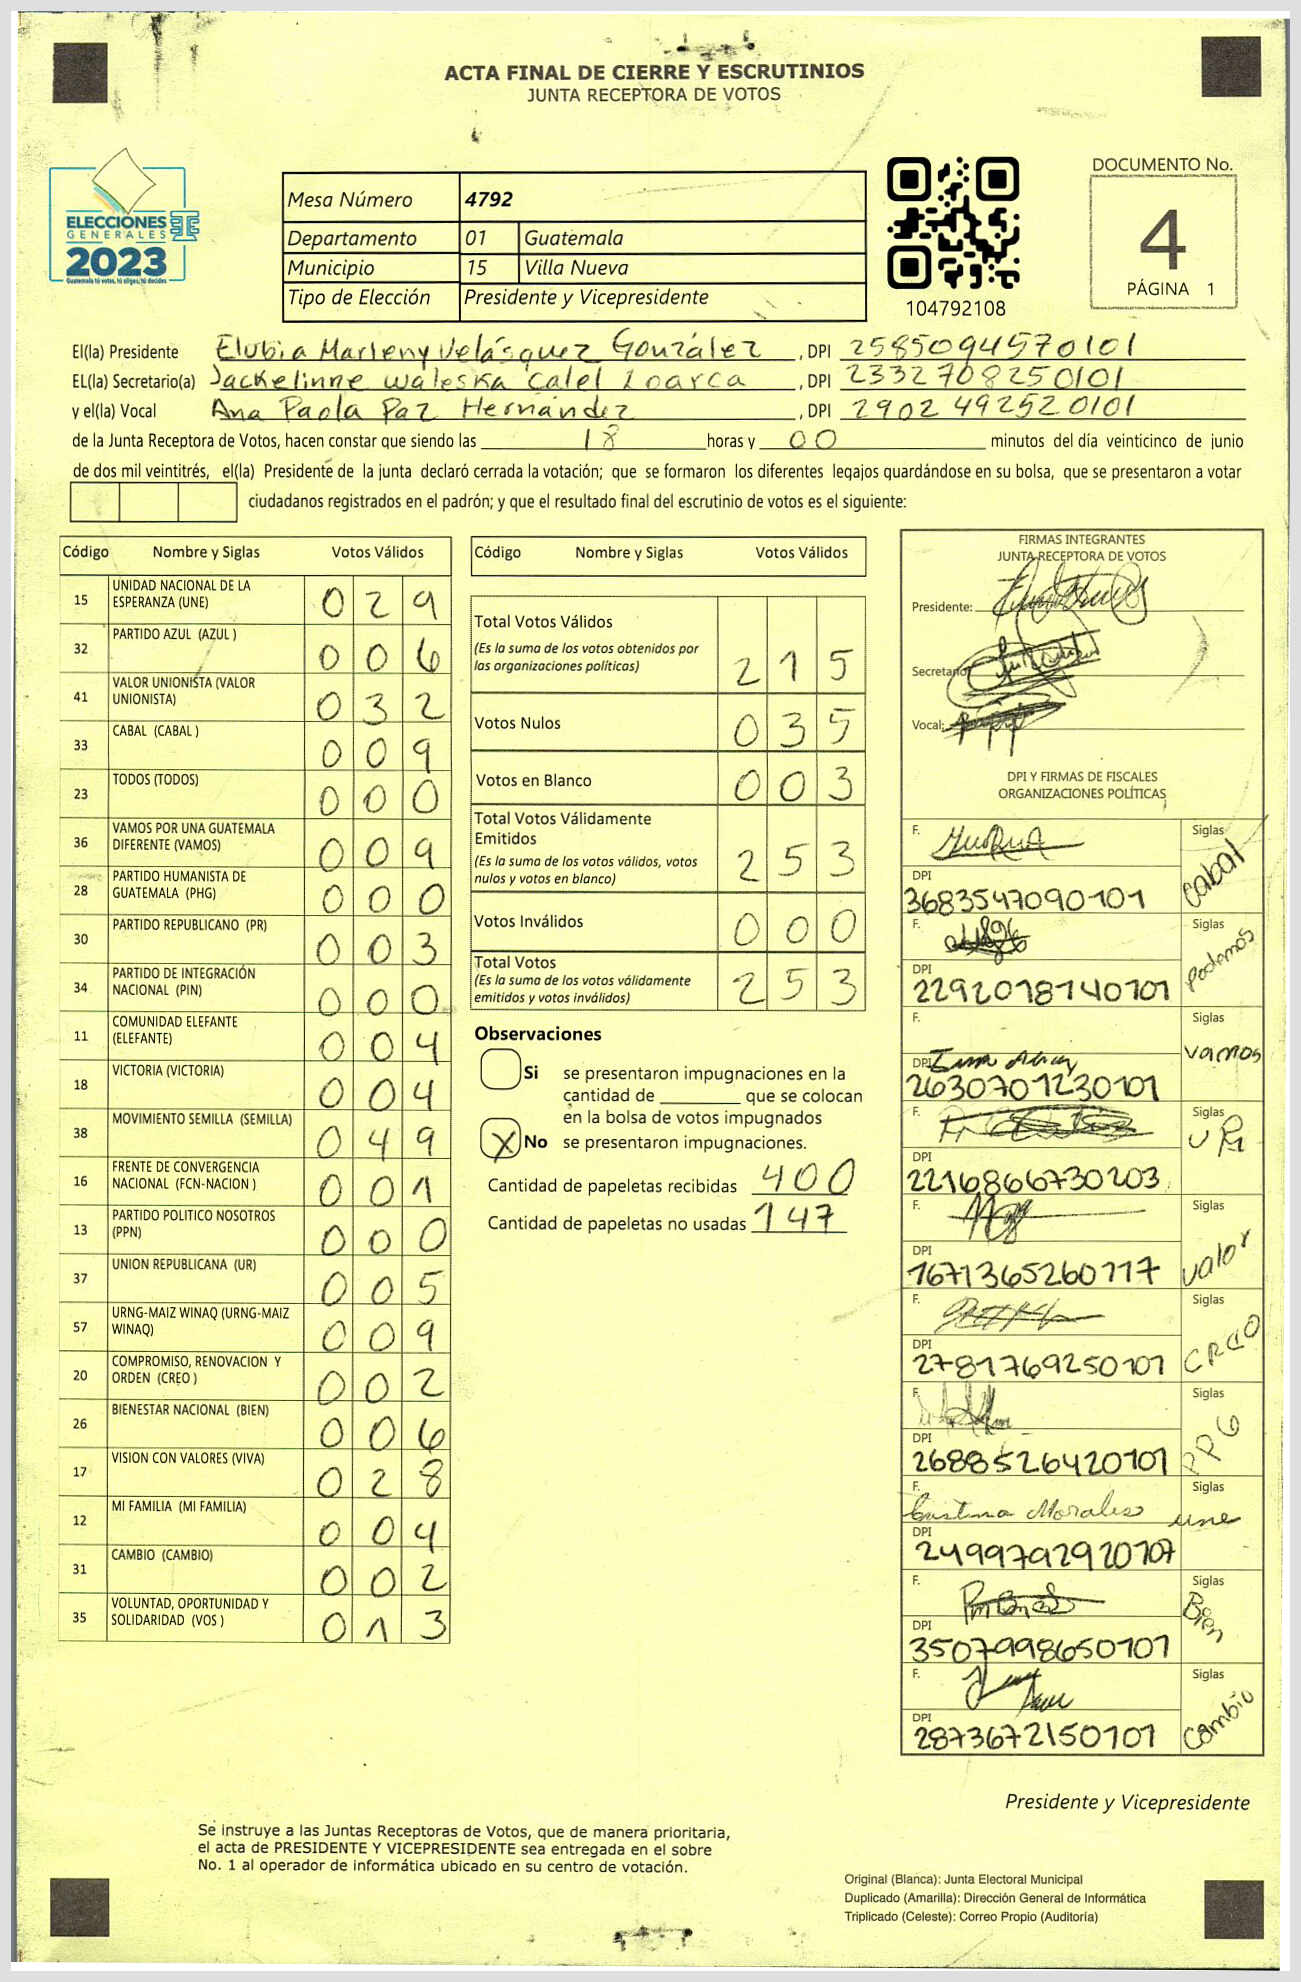 ACTA FINAL DE CIERRE Y ESCRUTINIOS
JUNTA RECEPTORA DE VOTOS
ELECCIONES
GENERALES
2023
Guatemala tú votas, tú eliges, tú decides
Mesa Número 4792
Departamento 01 Guatemala
Municipio 15 Villa Nueva
Tipo de Elección Presidente y Vicepresidente
104792108
DOCUMENTO No.
4
PÁGINA 1
El(la) Presidente Elubia Marleny Velásquez González , DPI 2585094570101
EL(la) Secretario(a) Jackelinne Waleska Calel Loarca , DPI 2332708250101
y el(la) Vocal Ana Paola Paz Hernández , DPI 2902492520101
de la Junta Receptora de Votos, hacen constar que siendo las 18 horas y 00 minutos del día veinticinco de junio
de dos mil veintitrés, el(la) Presidente de la junta declaró cerrada la votación; que se formaron los diferentes legajos guardándose en su bolsa, que se presentaron a votar
ciudadanos registrados en el padrón; y que el resultado final del escrutinio de votos es el siguiente:
Código Nombre y Siglas Votos Válidos
15 UNIDAD NACIONAL DE LA ESPERANZA (UNE) 029
32 PARTIDO AZUL (AZUL ) 006
41 VALOR UNIONISTA (VALOR UNIONISTA) 032
33 CABAL (CABAL ) 009
23 TODOS (TODOS) 000
36 VAMOS POR UNA GUATEMALA DIFERENTE (VAMOS) 009
28 PARTIDO HUMANISTA DE GUATEMALA (PHG) 000
30 PARTIDO REPUBLICANO (PR) 003
34 PARTIDO DE INTEGRACIÓN NACIONAL (PIN) 000
11 COMUNIDAD ELEFANTE (ELEFANTE) 004
18 VICTORIA (VICTORIA) 004
38 MOVIMIENTO SEMILLA (SEMILLA) 049
16 FRENTE DE CONVERGENCIA NACIONAL (FCN-NACION ) 001
13 PARTIDO POLITICO NOSOTROS (PPN) 000
37 UNION REPUBLICANA (UR) 005
57 URNG-MAIZ WINAQ (URNG-MAIZ WINAQ) 009
20 COMPROMISO, RENOVACION Y ORDEN (CREO ) 002
26 BIENESTAR NACIONAL (BIEN) 006
17 VISION CON VALORES (VIVA) 028
12 MI FAMILIA (MI FAMILIA) 004
31 CAMBIO (CAMBIO) 002
35 VOLUNTAD, OPORTUNIDAD Y SOLIDARIDAD (VOS ) 013
Código Nombre y Siglas Votos Válidos
Total Votos Válidos
(Es la suma de los votos obtenidos por
las organizaciones políticas) 215
Votos Nulos 035
Votos en Blanco 003
Total Votos Válidamente
Emitidos
(Es la suma de los votos válidos, votos
nulos y votos en blanco) 253
Votos Inválidos 000
Total Votos
(Es la suma de los votos válidamente
emitidos y votos inválidos) 253
Observaciones
Si se presentaron impugnaciones en la
cantidad de ________ que se colocan
en la bolsa de votos impugnados
X No se presentaron impugnaciones.
Cantidad de papeletas recibidas 400
Cantidad de papeletas no usadas 147
FIRMAS INTEGRANTES
JUNTA RECEPTORA DE VOTOS
Presidente:
Secretario
Vocal:
DPI Y FIRMAS DE FISCALES
ORGANIZACIONES POLÍTICAS
F. Siglas cabal
DPI 3683547090101
F. Siglas podemos
DPI 2292018140101
F. Siglas vamos
DPI 2630701230101
F. Siglas
DPI 2216866730203
F. Siglas valor
DPI 1671365260117
F. Siglas CREO
DPI 2781769250101
F. Siglas PPG
DPI 2688526420101
F. Cristina Morales Siglas une
DPI 2499792920101
F. Siglas Bien
DPI 3507998650101
F. Siglas Cambio
DPI 2873672150101
Presidente y Vicepresidente
Se instruye a las Juntas Receptoras de Votos, que de manera prioritaria,
el acta de PRESIDENTE Y VICEPRESIDENTE sea entregada en el sobre
No. 1 al operador de informática ubicado en su centro de votación.
Original (Blanca): Junta Electoral Municipal
Duplicado (Amarilla): Dirección General de Informática
Triplicado (Celeste): Correo Propio (Auditoría)